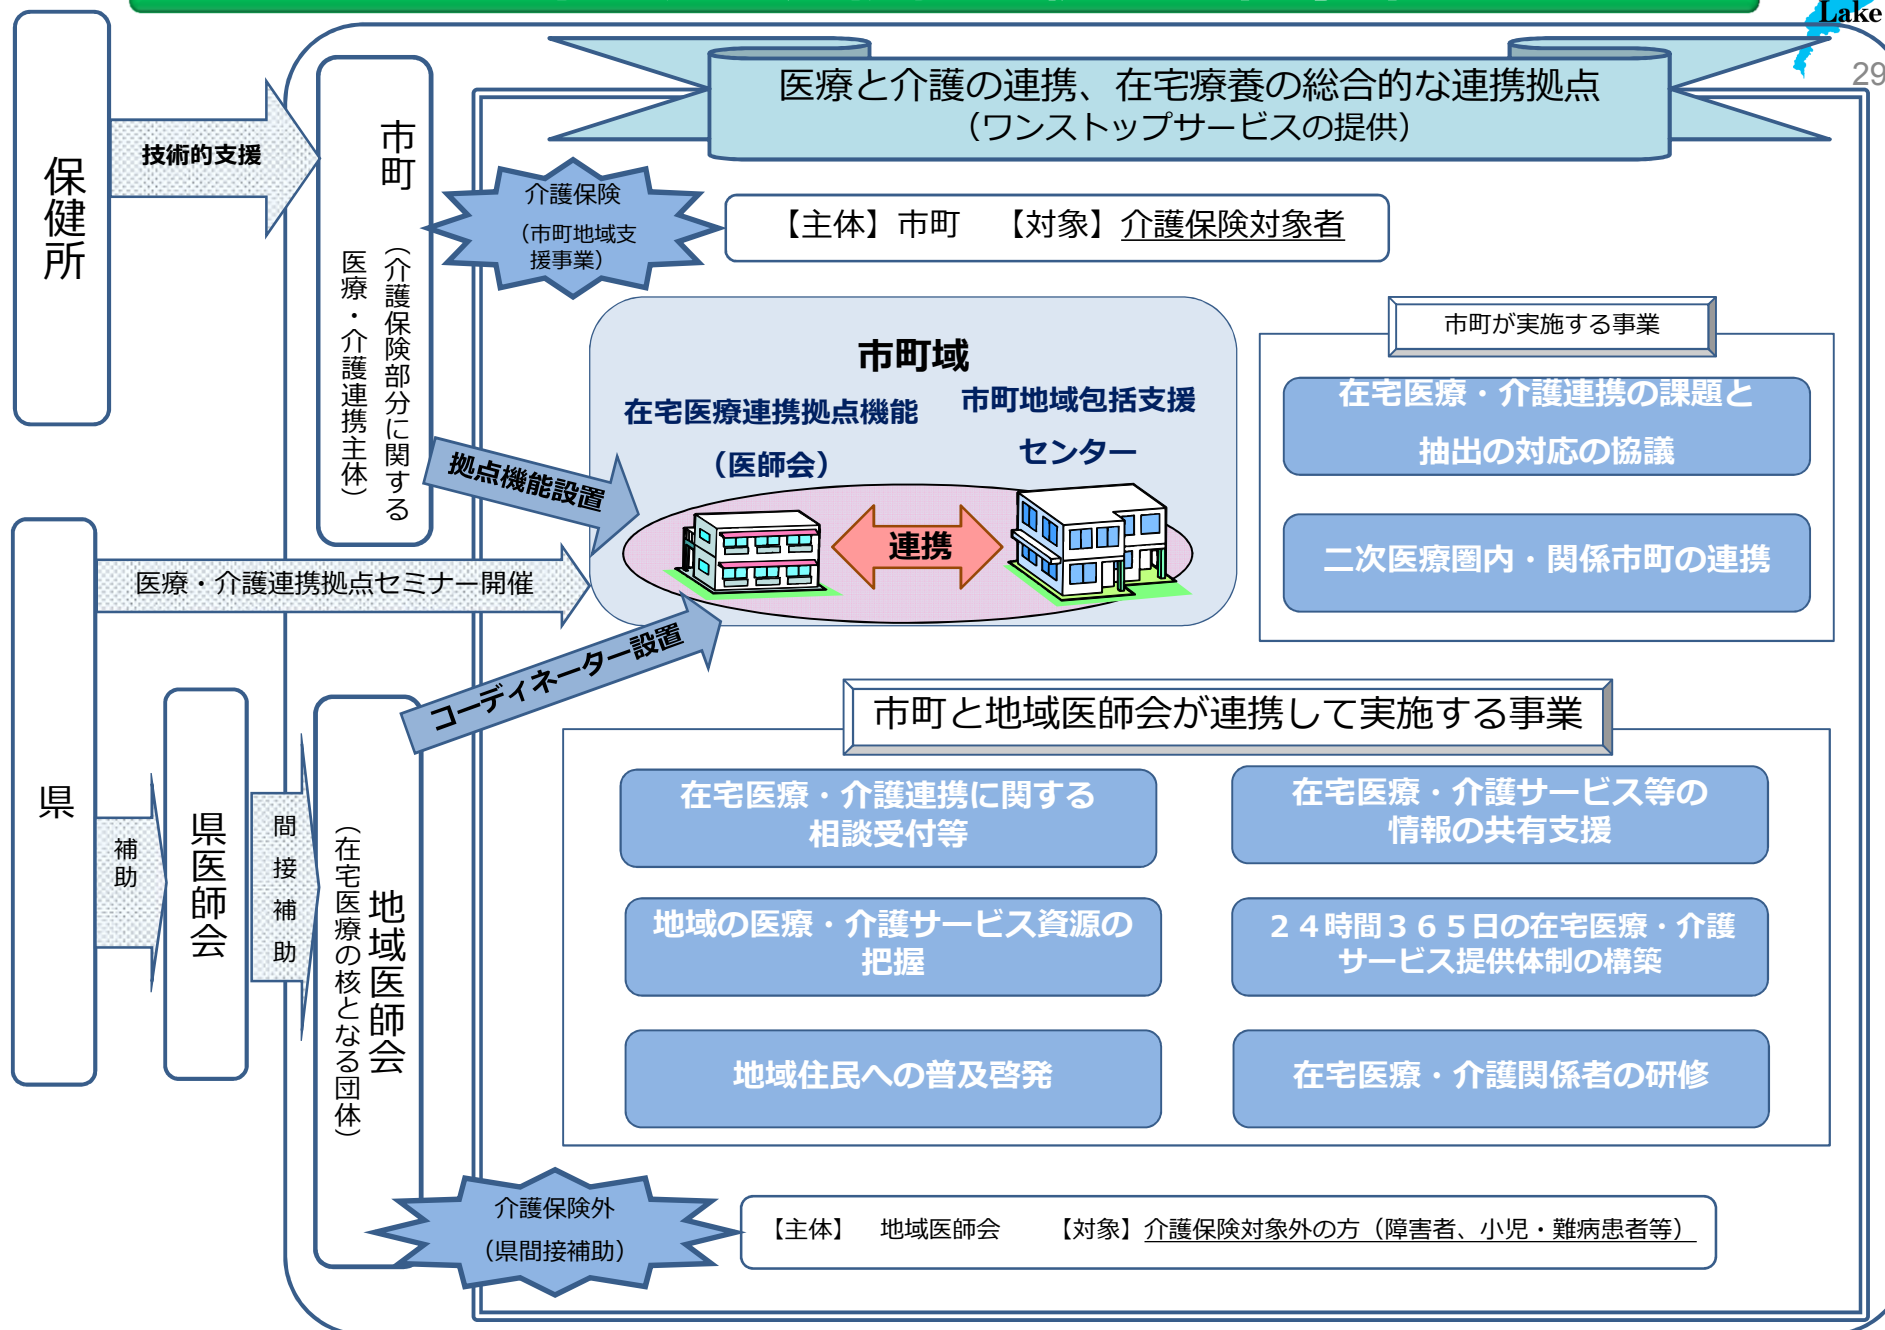 Lake
29
医療と介護の連携、在宅療養の総合的な連携拠点
（ワンストップサービスの提供）
保健所
技術的支援
市町
（介護保険部分に関する
医療・介護連携主体）
介護保険
（市町地域支
援事業）
【主体】市町　【対象】介護保険対象者
市町域
在宅医療連携拠点機能
（医師会）
市町地域包括支援
センター
連携
拠点機能設置
医療・介護連携拠点セミナー開催
コーディネーター設置
市町が実施する事業
在宅医療・介護連携の課題と
抽出の対応の協議
二次医療圏内・関係市町の連携
県
補助
県医師会
間接補助
地域医師会
（在宅医療の核となる団体）
市町と地域医師会が連携して実施する事業
在宅医療・介護連携に関する
相談受付等
在宅医療・介護サービス等の
情報の共有支援
地域の医療・介護サービス資源の
把握
２４時間３６５日の在宅医療・介護
サービス提供体制の構築
地域住民への普及啓発
在宅医療・介護関係者の研修
介護保険外
（県間接補助）
【主体】　地域医師会　　【対象】介護保険対象外の方（障害者、小児・難病患者等）